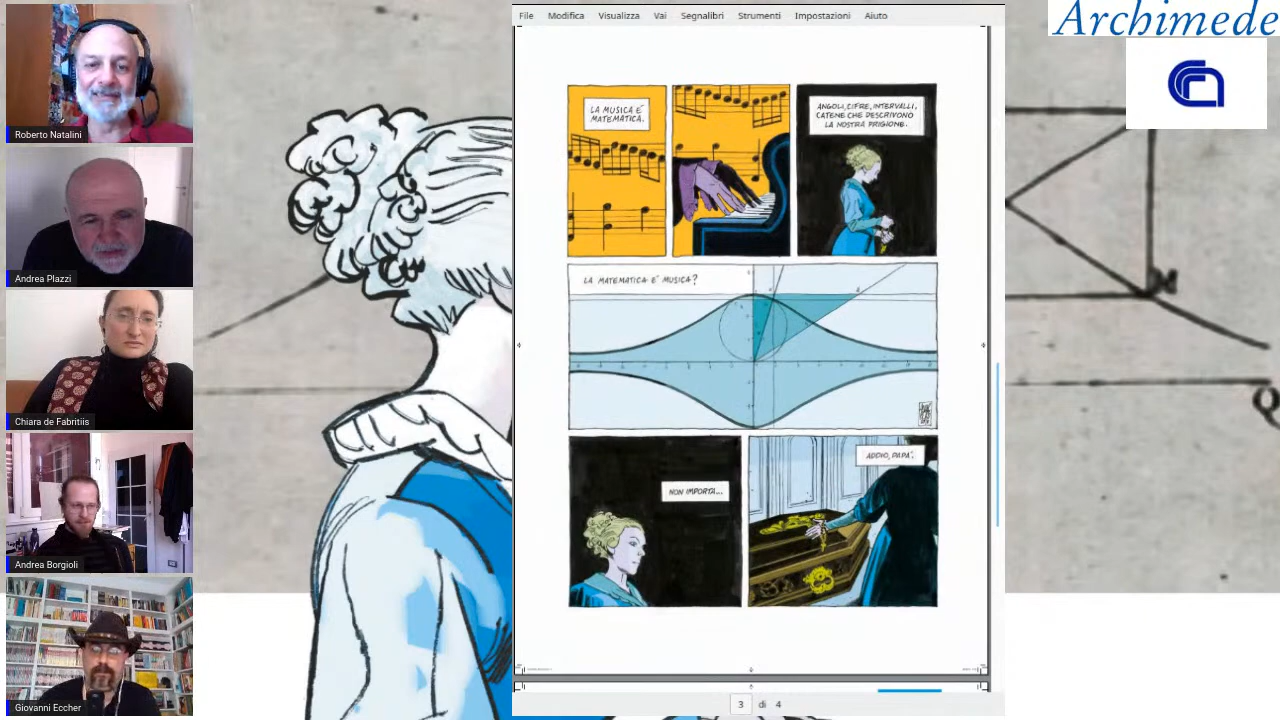 File Modifica Visualizza Vai Segnalibri Strumenti Impostazioni Aiuto
Archimede
Roberto Natalini
Andrea Plazzi
Chiara de Fabritiis
Andrea Borgioli
Giovanni Eccher
LA MUSICA E'
MATEMATICA.
ANGOLI, CIFRE, INTERVALLI,
CATENE CHE DESCRIVONO
LA NOSTRA PRIGIONE.
LA MATEMATICA E' MUSICA?
NON IMPORTA...
ADDIO, PAPA'.
M
Q
3 di 4